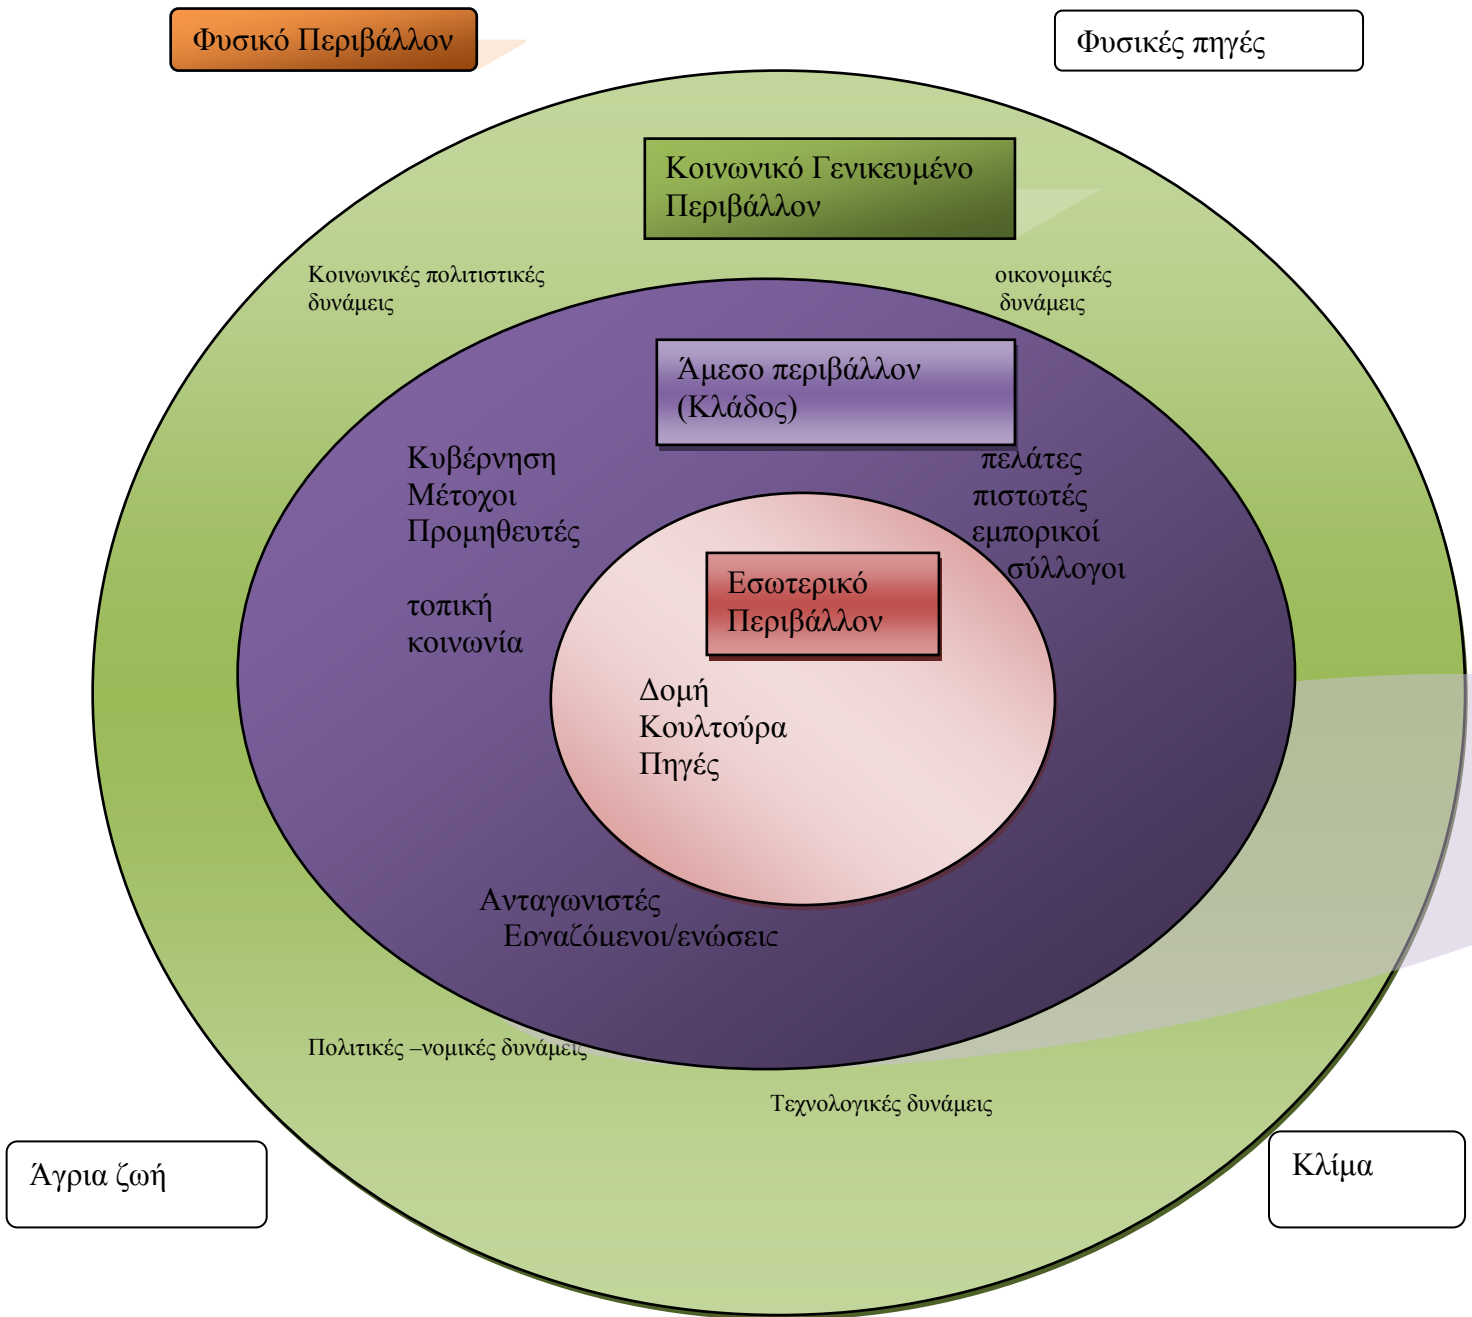 Φυσικό Περιβάλλον
Φυσικές πηγές
Κοινωνικό Γενικευμένο
Περιβάλλον
Κοινωνικές πολιτιστικές
δυνάμεις
οικονομικές
δυνάμεις
Άμεσο περιβάλλον
(Κλάδος)
Κυβέρνηση
Μέτοχοι
Προμηθευτές
τοπική
κοινωνία
πελάτες
πιστωτές
εμπορικοί
σύλλογοι
Εσωτερικό
Περιβάλλον
Δομή
Κουλτούρα
Πηγές
Ανταγωνιστές
Εργαζόμενοι/ενώσεις
Πολιτικές –νομικές δυνάμεις
Τεχνολογικές δυνάμεις
Άγρια ζωή
Κλίμα